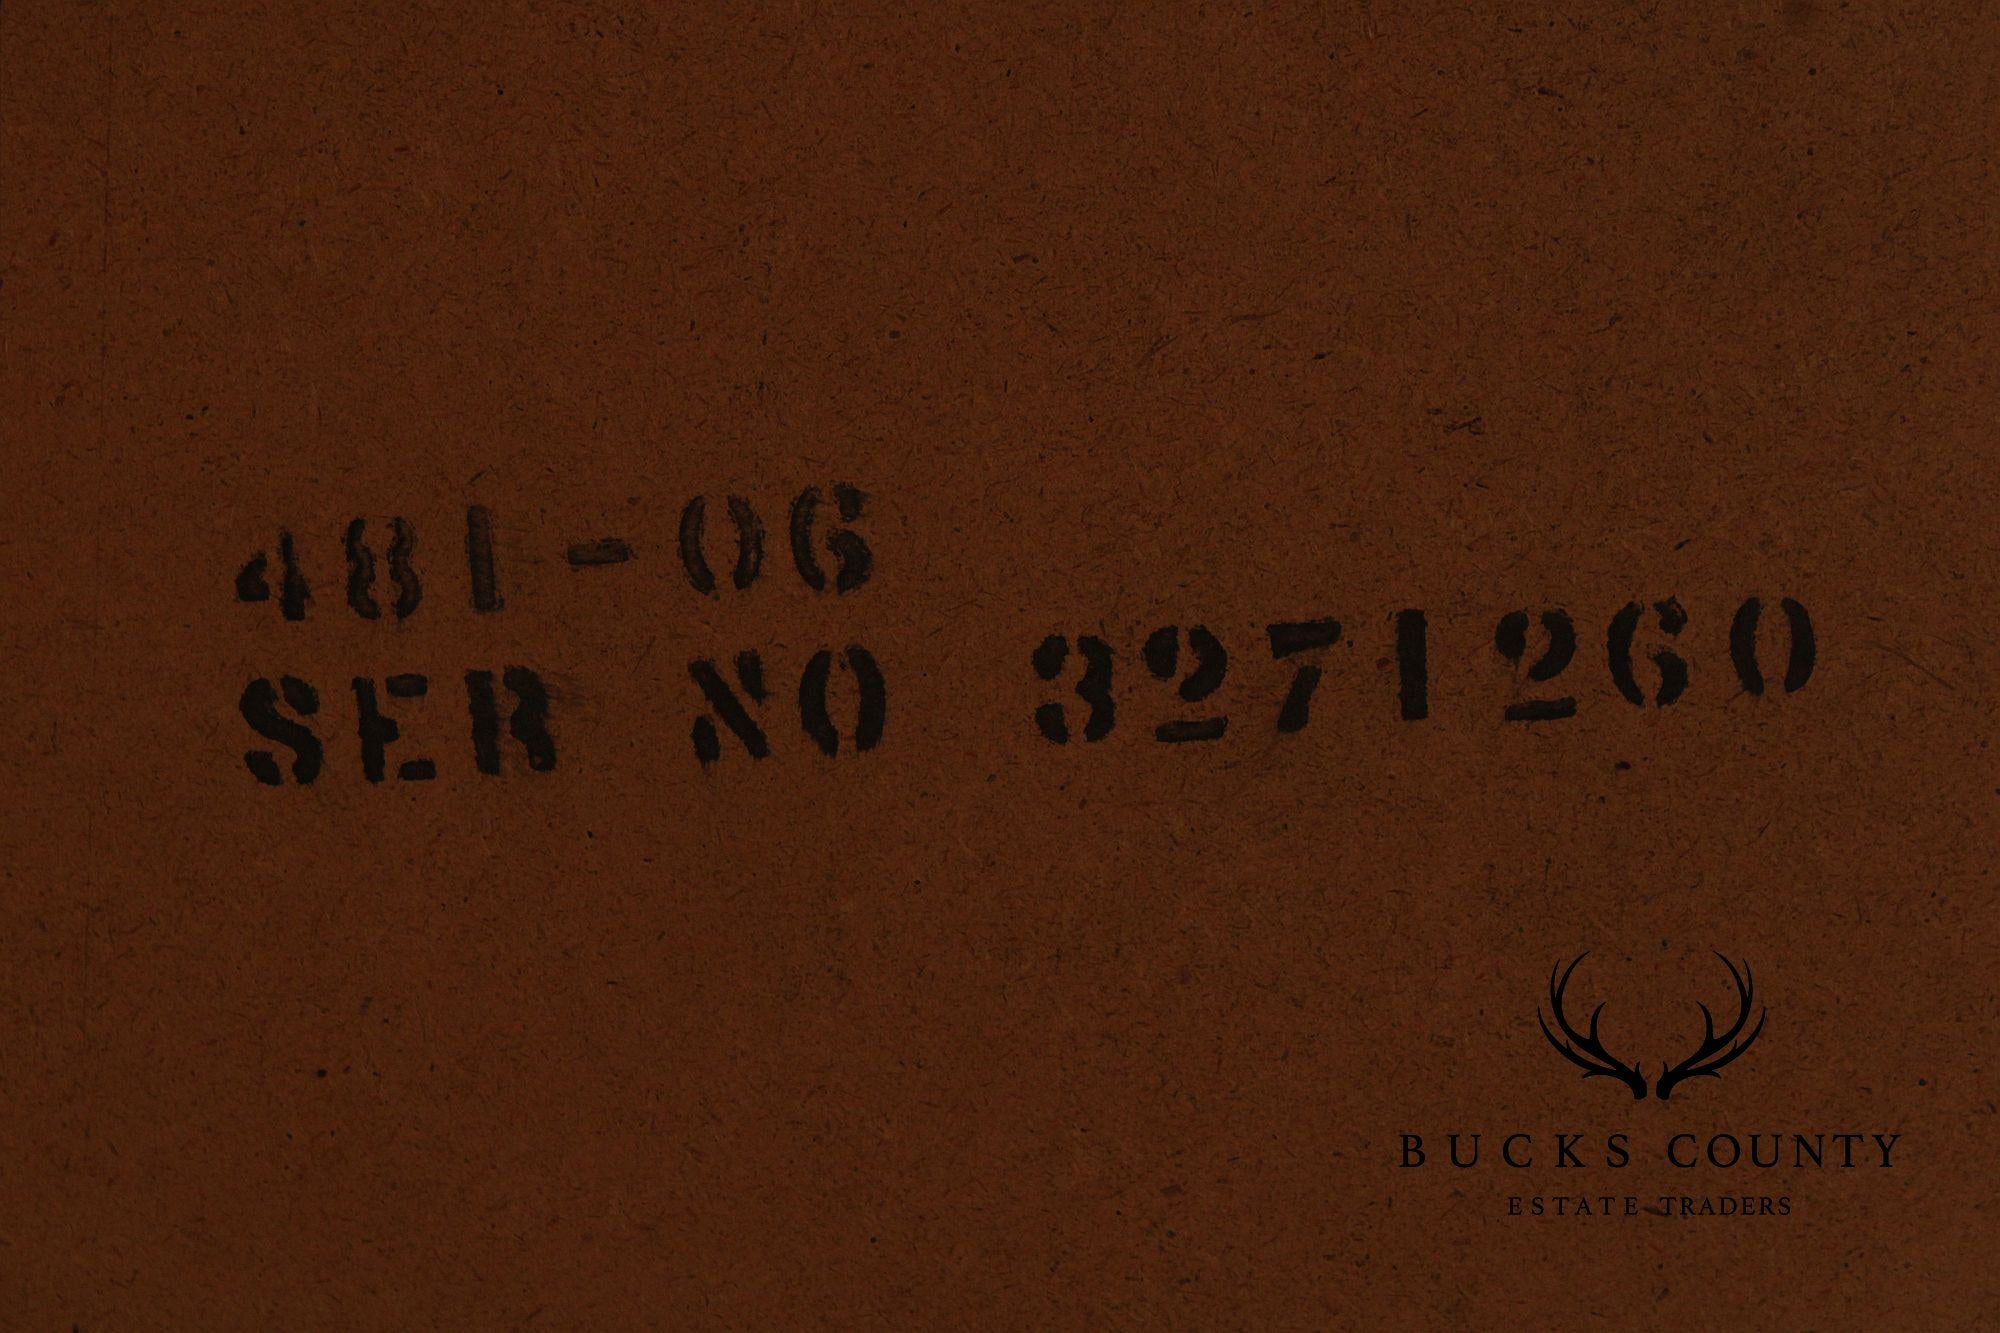 481-06
SER NO 3271260
BUCKS COUNTY
ESTATE TRADERS